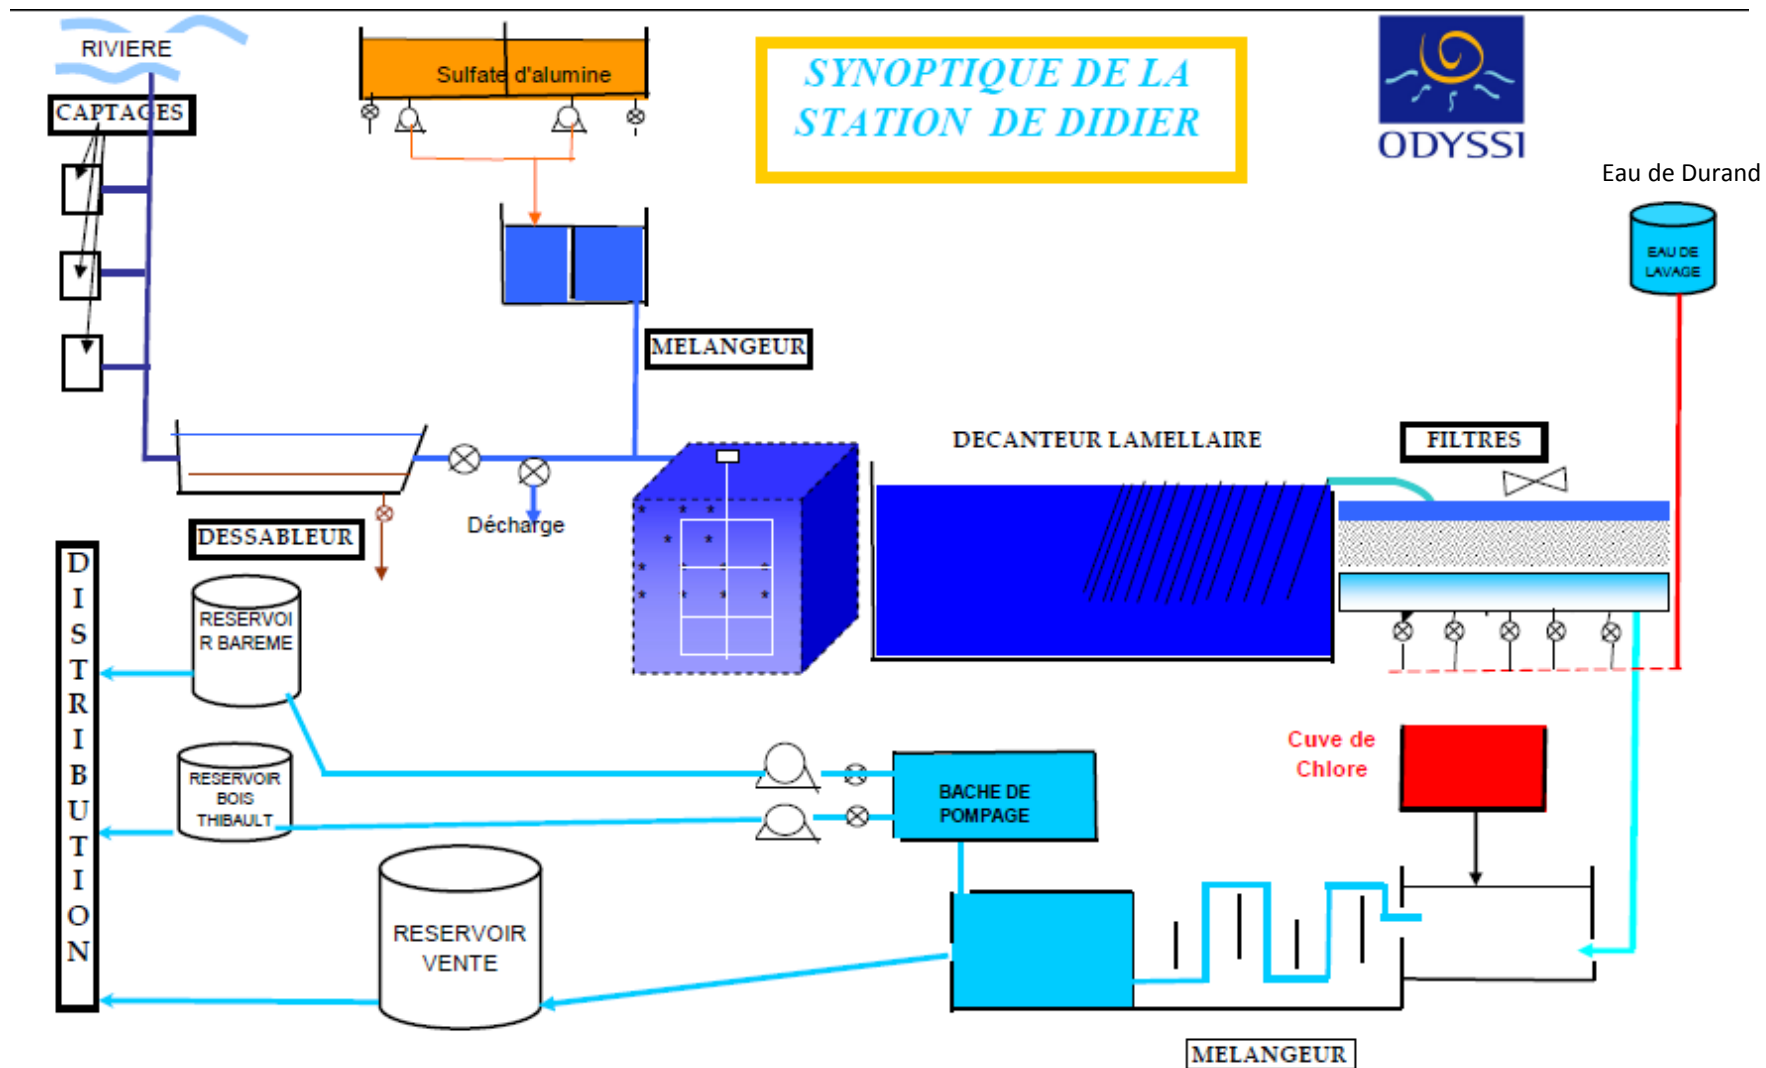 RIVIERE
CAPTAGES
Sulfate d'alumine
SYNOPTIQUE DE LA
STATION DE DIDIER
ODYSSI
Eau de Durand
EAU DE
LAVAGE
MELANGEUR
DECANTEUR LAMELLAIRE
FILTRES
DESSABLEUR
Décharge
DISTRIBUTION
RESERVOI
R BAREME
RESERVOIR
BOIS
THIBAULT
RESERVOIR
VENTE
BACHE DE
POMPAGE
Cuve de
Chlore
MELANGEUR